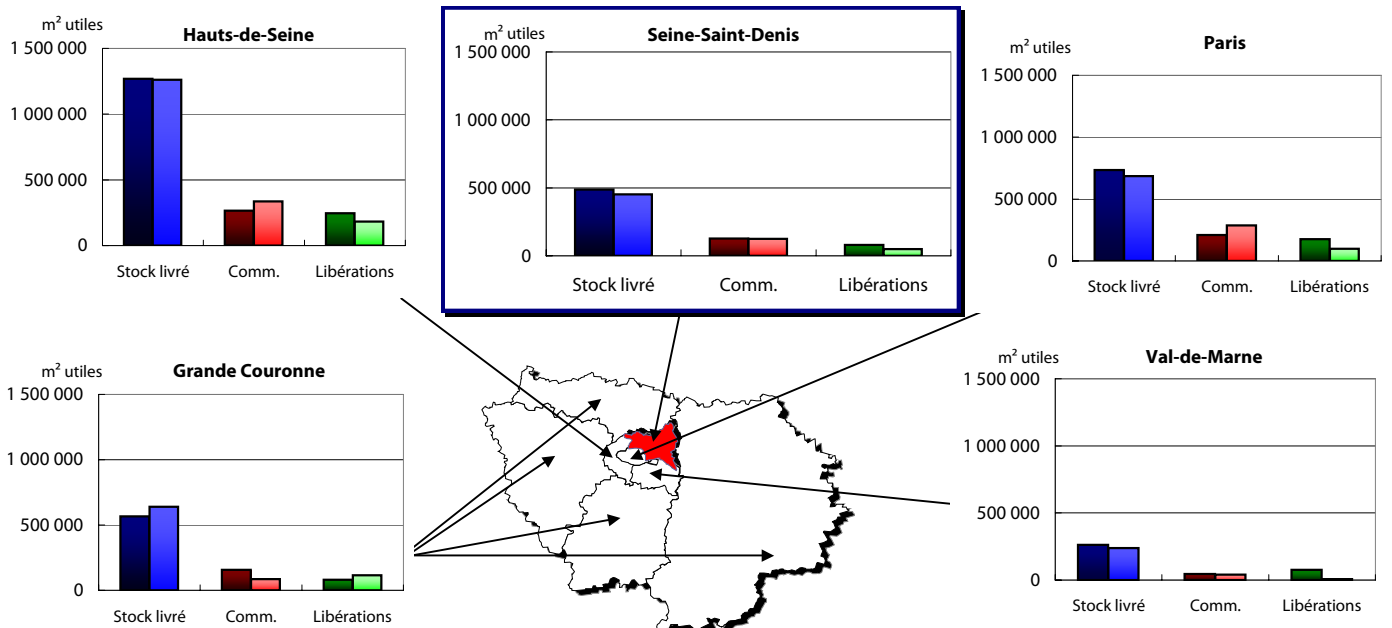 m² utiles
Hauts-de-Seine
1 500 000
1 000 000
500 000
0
Stock livré Comm. Libérations
m² utiles
Seine-Saint-Denis
1 500 000
1 000 000
500 000
0
Stock livré Comm. Libérations
m² utiles
Paris
1 500 000
1 000 000
500 000
0
Stock livré Comm. Libérations
m² utiles
Grande Couronne
1 500 000
1 000 000
500 000
0
Stock livré Comm. Libérations
m² utiles
Val-de-Marne
1 500 000
1 000 000
500 000
0
Stock livré Comm. Libérations